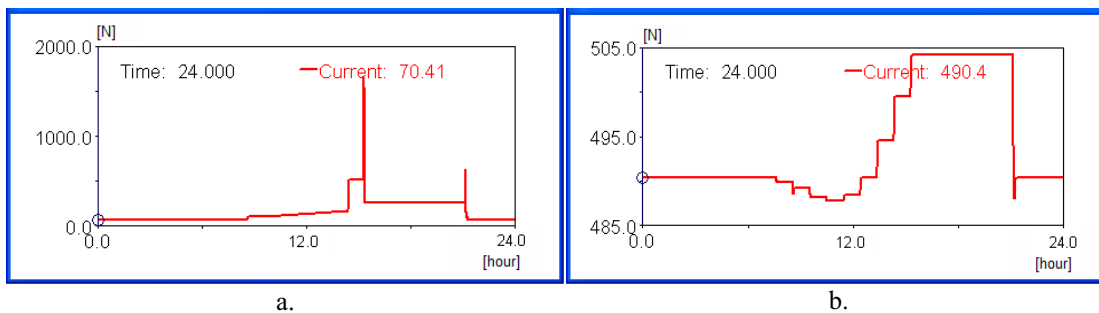 [N]
2000.0
Time: 24.000
Current: 70.41
1000.0
0.0
0.0
12.0
24.0
[hour]
a.
[N]
505.0
Time: 24.000
Current: 490.4
495.0
485.0
0.0
12.0
24.0
[hour]
b.